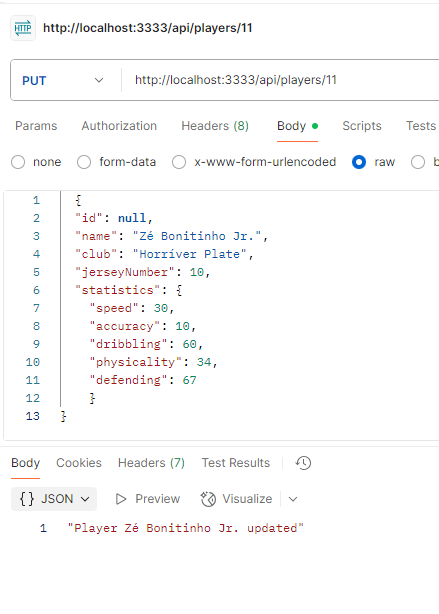 HTTP
http://localhost:3333/api/players/11
PUT http://localhost:3333/api/players/11
Params Authorization Headers (8) Body Scripts Tests
none form-data x-www-form-urlencoded raw b
1 {
2 "id": null,
3 "name": "Zé Bonitinho Jr.",
4 "club": "Horríver Plate",
5 "jerseyNumber": 10,
6 "statistics": {
7 "speed": 30,
8 "accuracy": 10,
9 "dribbling": 60,
10 "physicality": 34,
11 "defending": 67
12 }
13 }
Body Cookies Headers (7) Test Results
{} JSON Preview Visualize
1 "Player Zé Bonitinho Jr. updated"